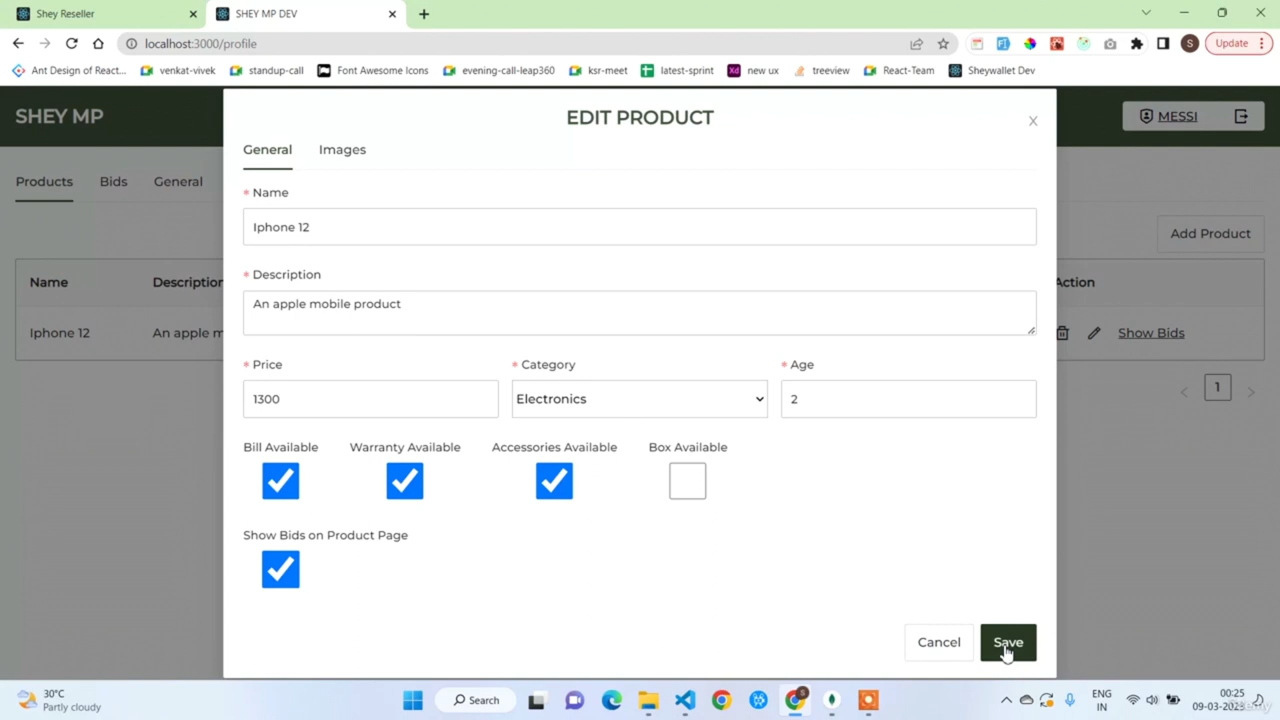 Shey Reseller
SHEY MP DEV
localhost:3000/profile
S
Update
Ant Design of React...
venkat-vivek
standup-call
Font Awesome Icons
evening-call-leap360
ksr-meet
latest-sprint
Xd
new ux
treeview
React-Team
Sheywallet Dev
SHEY MP
MESSI
Products
Bids
General
Add Product
Name
Description
Action
Iphone 12
An apple m
Show Bids
1
EDIT PRODUCT
General
Images
* Name
Iphone 12
* Description
An apple mobile product
* Price
* Category
* Age
1300
Electronics
2
Bill Available
Warranty Available
Accessories Available
Box Available
Show Bids on Product Page
Cancel
Save
30°C
Partly cloudy
Search
ENG
IN
00:25